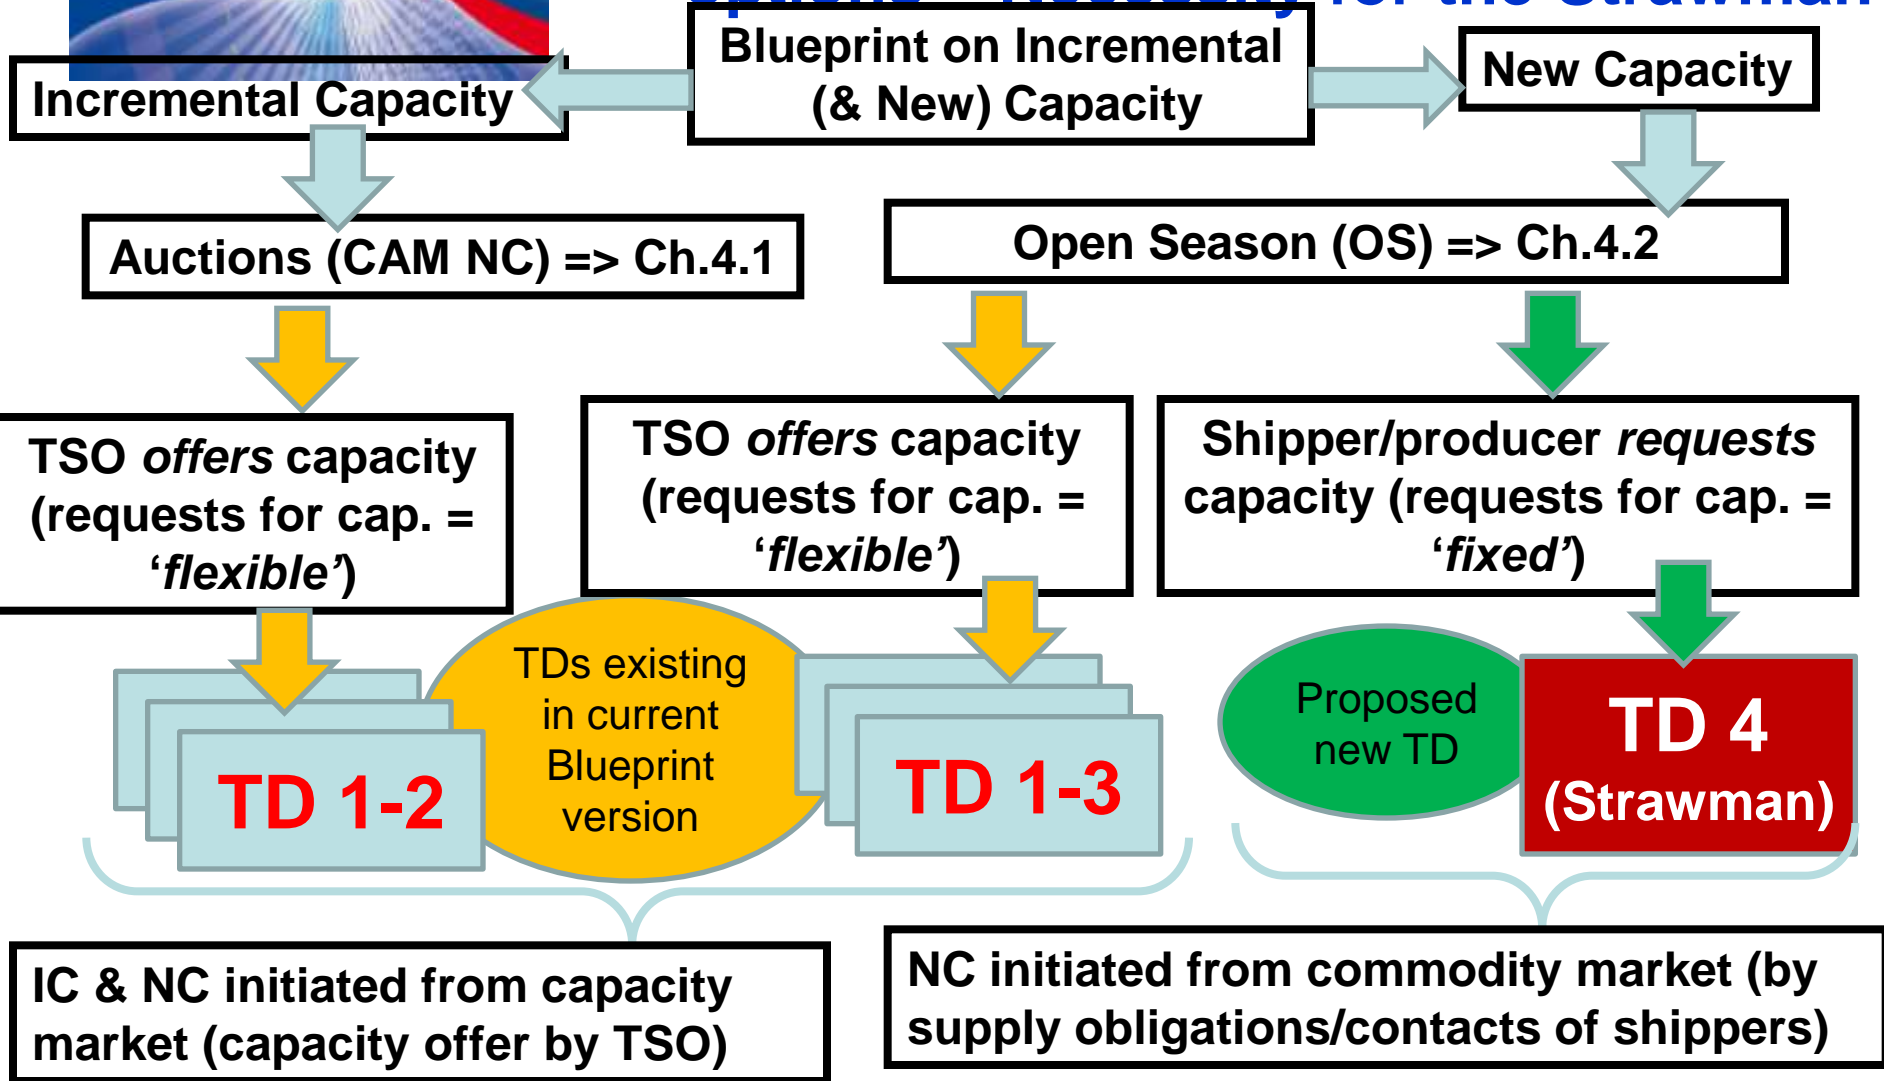 for the Strawman
Blueprint on Incremental
(& New) Capacity
Incremental Capacity
New Capacity
Auctions (CAM NC) => Ch.4.1
Open Season (OS) => Ch.4.2
TSO offers capacity
(requests for cap. =
‘flexible’)
TSO offers capacity
(requests for cap. =
‘flexible’)
Shipper/producer requests
capacity (requests for cap. =
‘fixed’)
TD 1-2
TDs existing
in current
Blueprint
version
TD 1-3
Proposed
new TD
TD 4
(Strawman)
IC & NC initiated from capacity
market (capacity offer by TSO)
NC initiated from commodity market (by
supply obligations/contacts of shippers)